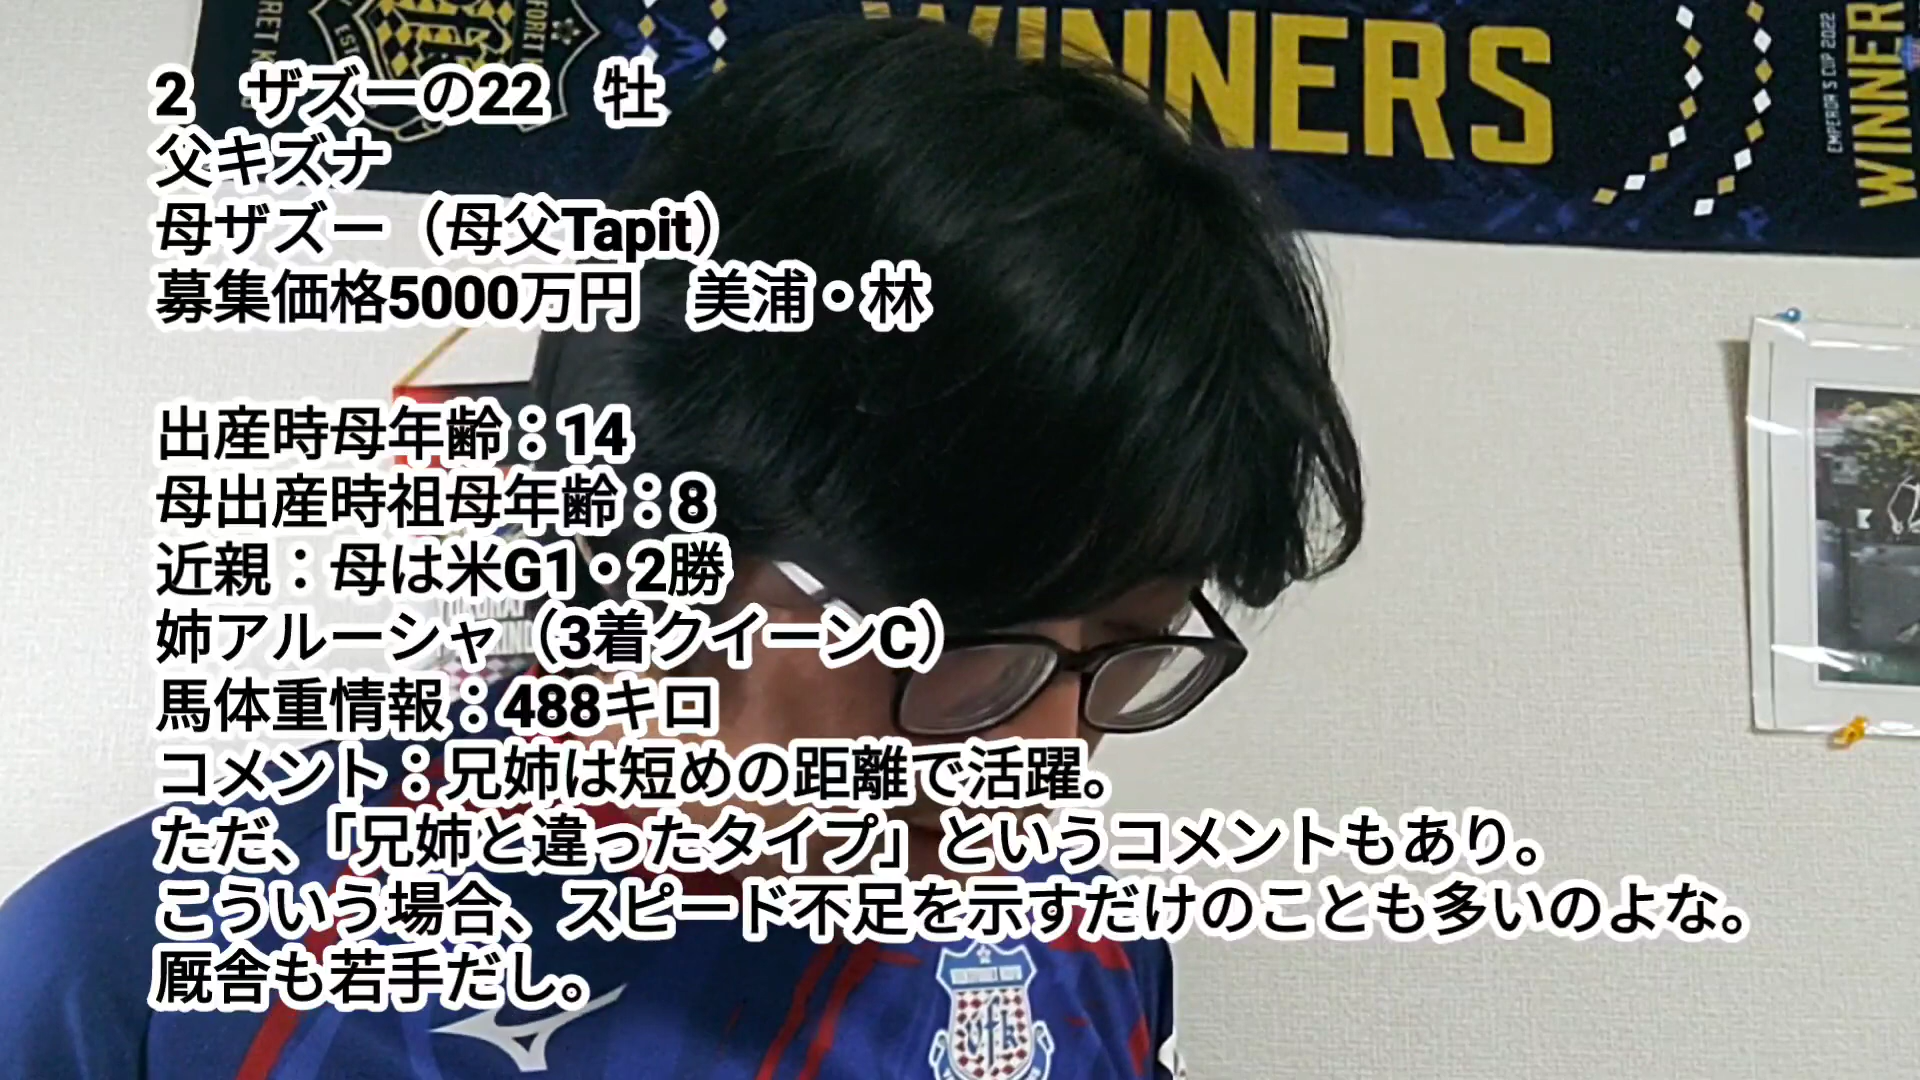 FORET K
EST
FORET
WINNERS
EMPEROR'S CUP 2022
WINNER
2　ザズーの22　牡
父キズナ
母ザズー（母父Tapit）
募集価格5000万円　美浦・林
出産時母年齢：14
母出産時祖母年齢：8
近親：母は米G1・2勝
姉アルーシャ（3着クイーンC）
馬体重情報：488キロ
コメント：兄姉は短めの距離で活躍。
ただ、「兄姉と違ったタイプ」というコメントもあり。
こういう場合、スピード不足を示すだけのことも多いのよな。
厩舎も若手だし。
vfk